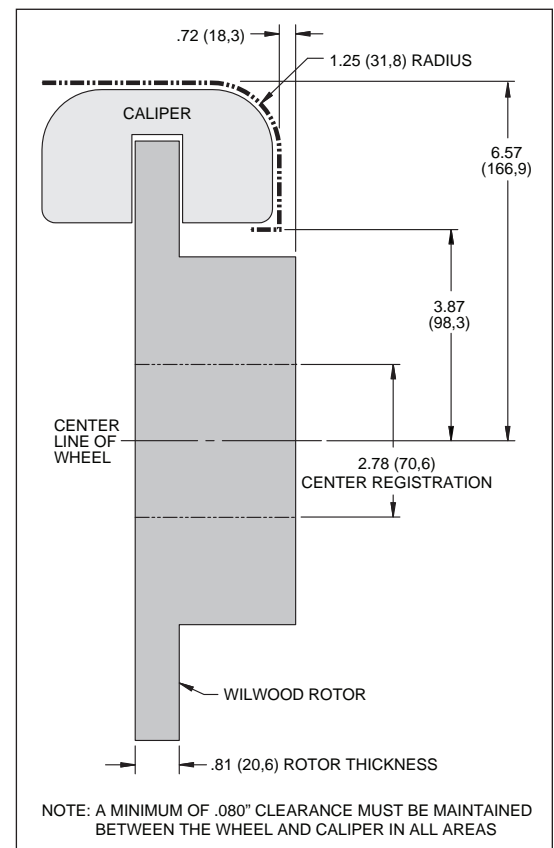 .72 (18,3)
1.25 (31,8) RADIUS
CALIPER
6.57
(166,9)
3.87
(98,3)
CENTER
LINE OF
WHEEL
2.78 (70,6)
CENTER REGISTRATION
WILWOOD ROTOR
.81 (20,6) ROTOR THICKNESS
NOTE: A MINIMUM OF .080" CLEARANCE MUST BE MAINTAINED
BETWEEN THE WHEEL AND CALIPER IN ALL AREAS